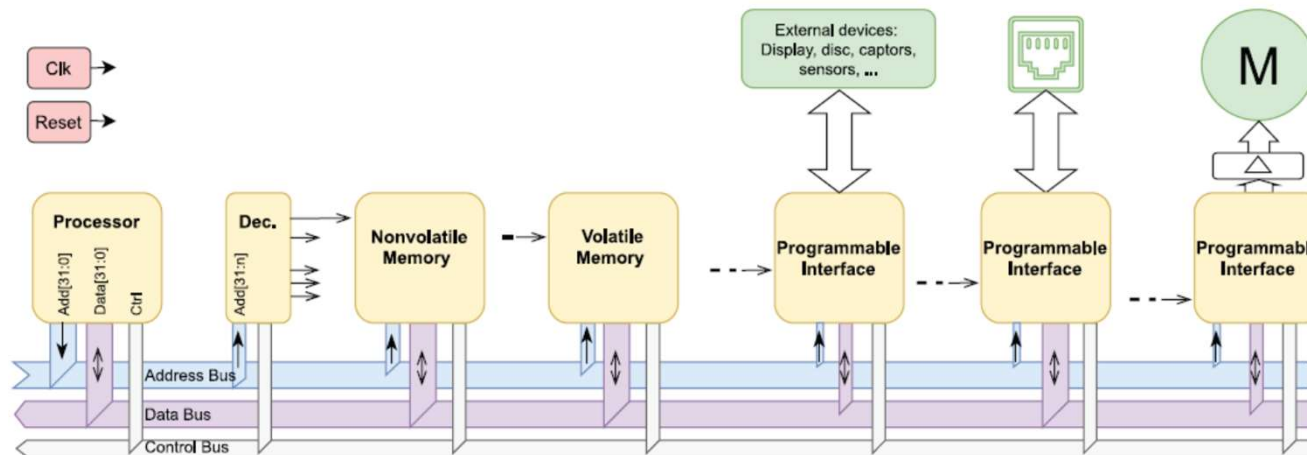 External devices:
Display, disc, captors,
sensors, ...
Clk
Reset
M
Processor
Add[31:0]
Data[31:0]
Ctrl
Dec.
Add[31:n]
Nonvolatile
Memory
Volatile
Memory
Programmable
Interface
Programmable
Interface
Programmable
Interface
Address Bus
Data Bus
Control Bus